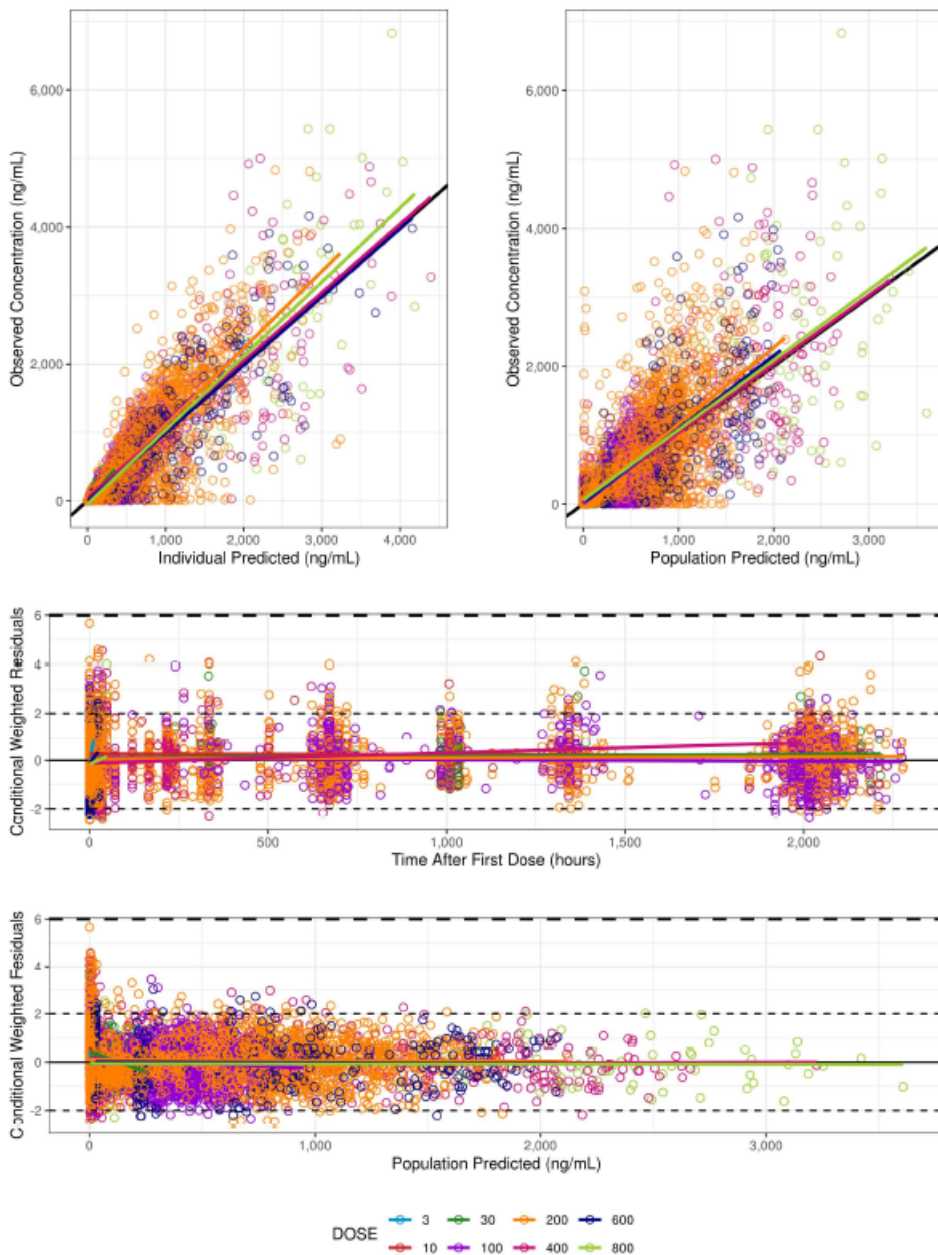 6,000
4,000
2,000
0
Observed Concentration (ng/mL)
0 1,000 2,000 3,000 4,000
Individual Predicted (ng/mL)
6,000
4,000
2,000
0
Observed Concentration (ng/mL)
0 1,000 2,000 3,000
Population Predicted (ng/mL)
6
4
2
0
-2
Conditional Weighted Residuals
0 500 1,000 1,500 2,000
Time After First Dose (hours)
6
4
2
0
-2
Conditional Weighted Fesiduals
0 1,000 2,000 3,000
Population Predicted (ng/mL)
DOSE 3 30 200 600
10 100 400 800